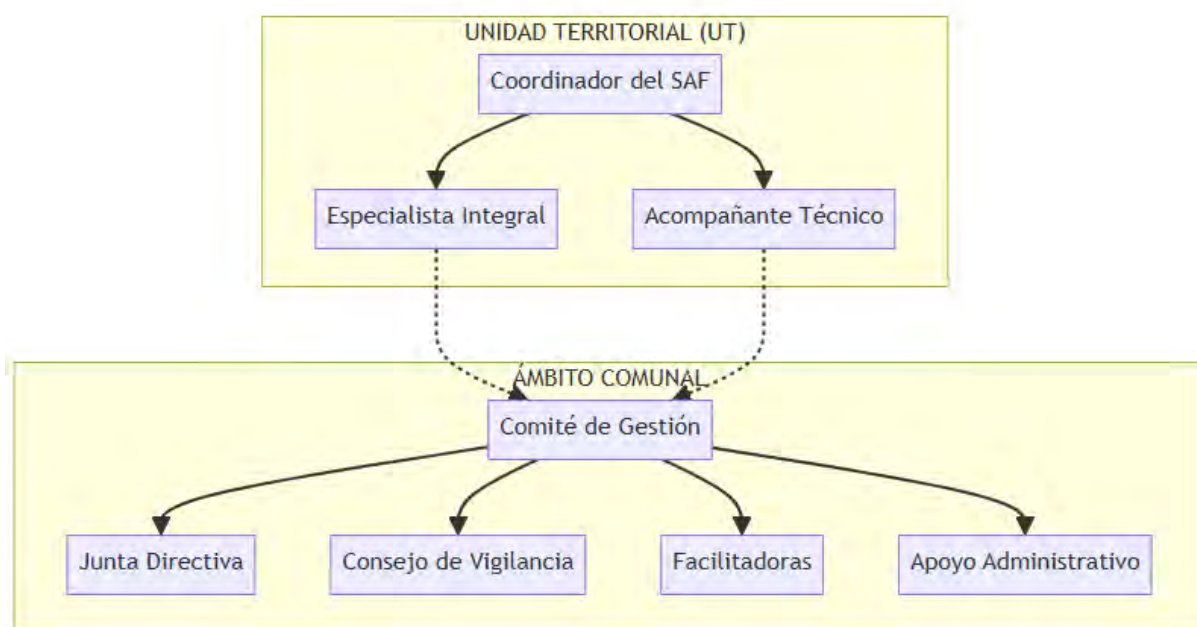 UNIDAD TERRITORIAL (UT)
Coordinador del SAF
Especialista Integral
Acompañante Técnico
ÁMBITO COMUNAL
Comité de Gestión
Junta Directiva
Consejo de Vigilancia
Facilitadoras
Apoyo Administrativo